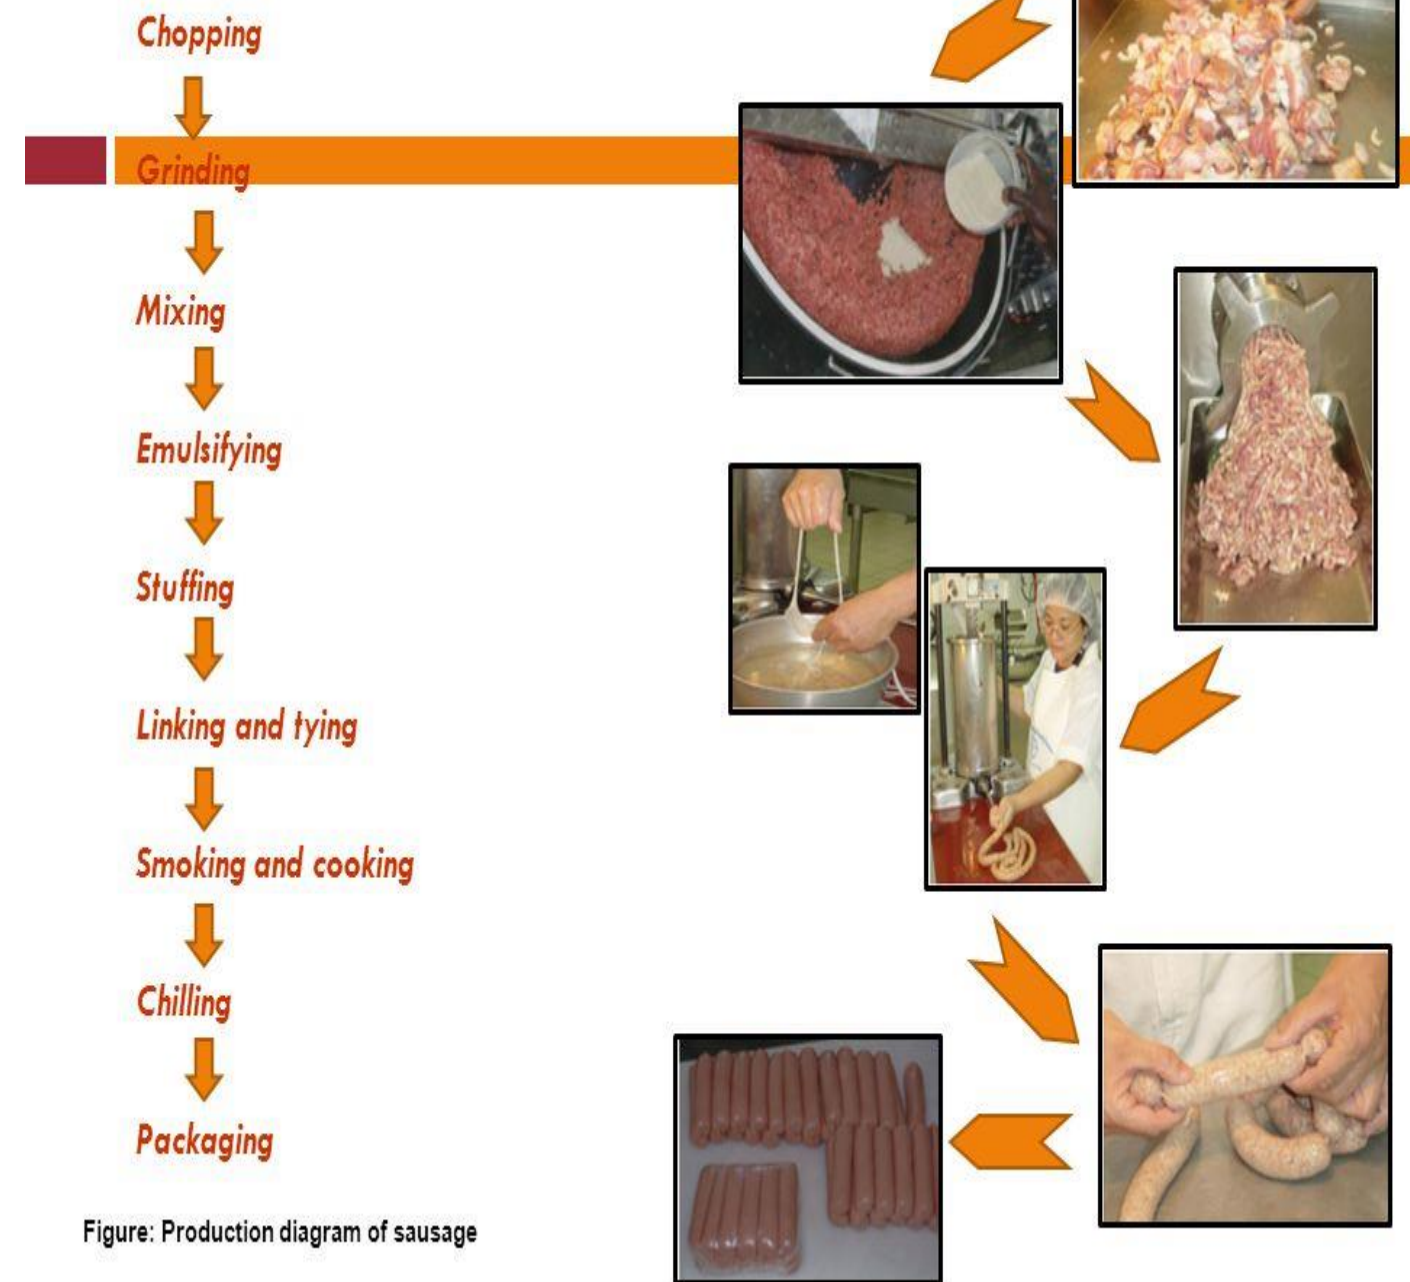 Chopping
Grinding
Mixing
Emulsifying
Stuffing
Linking and tying
Smoking and cooking
Chilling
Packaging
Figure: Production diagram of sausage